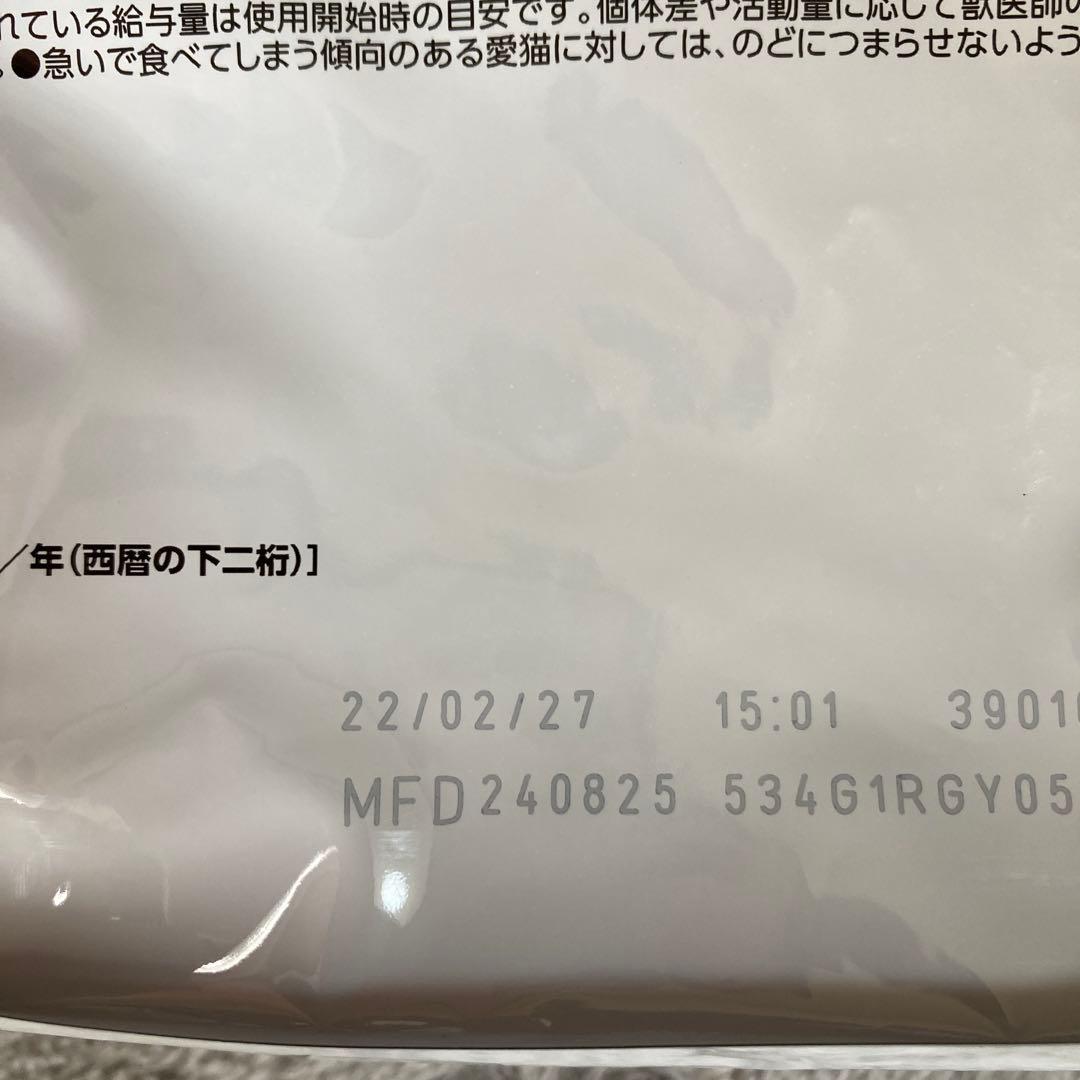 れている給与量は使用開始時の目安です。個体差や活動量に応じて獣医師の
。●急いで食べてしまう傾向のある愛猫に対しては、のどにつまらせないよう
／年(西暦の下二桁)]
22/02/27 15:01 3901
MFD240825 534G1RGY05